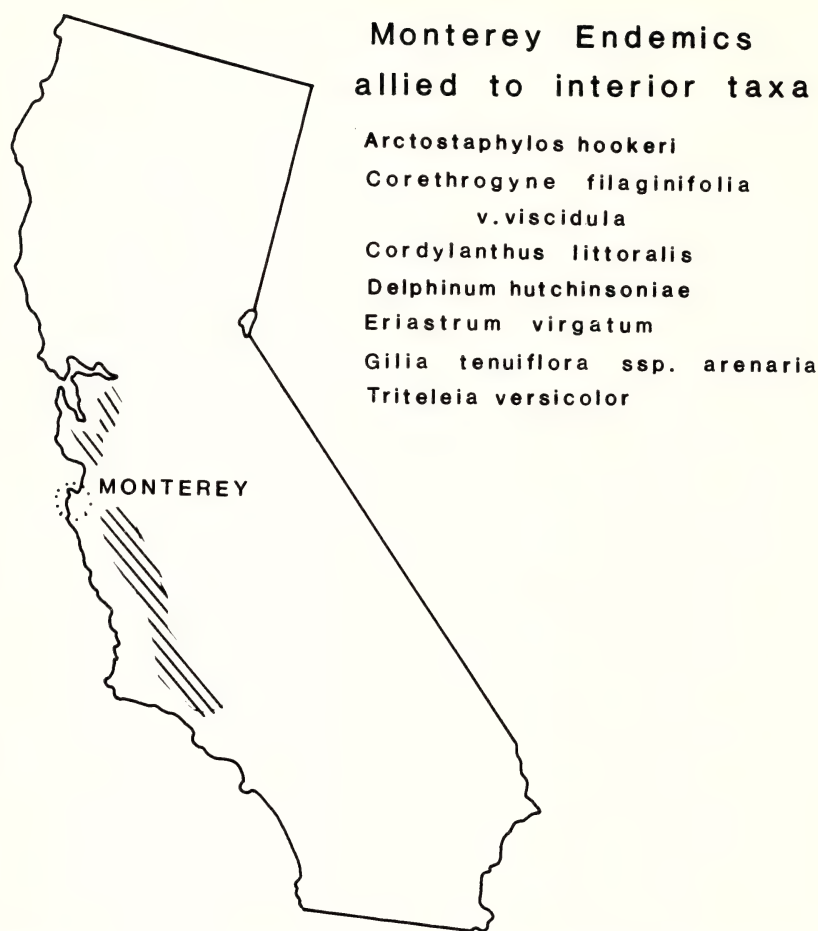 Monterey Endemics
allied to interior taxa
Arctostaphylos hookeri
Corethrogyne filaginifolia
v.viscidula
Cordylanthus littoralis
Delphinum hutchinsoniae
Eriastrum virgatum
Gilia tenuiflora ssp. arenaria
Triteleia versicolor
MONTEREY